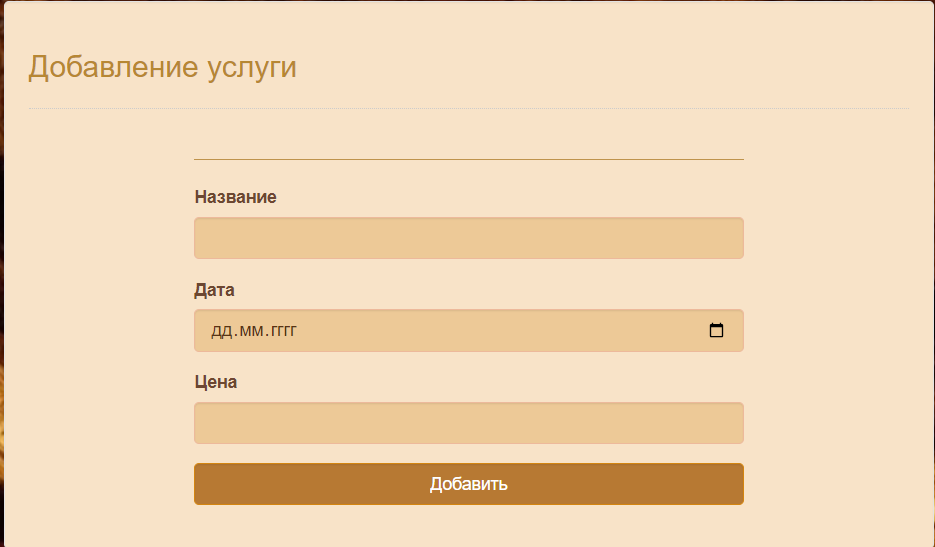 Добавление услуги
Название
Дата
ДД.ММ.ГГГГ
Цена
Добавить